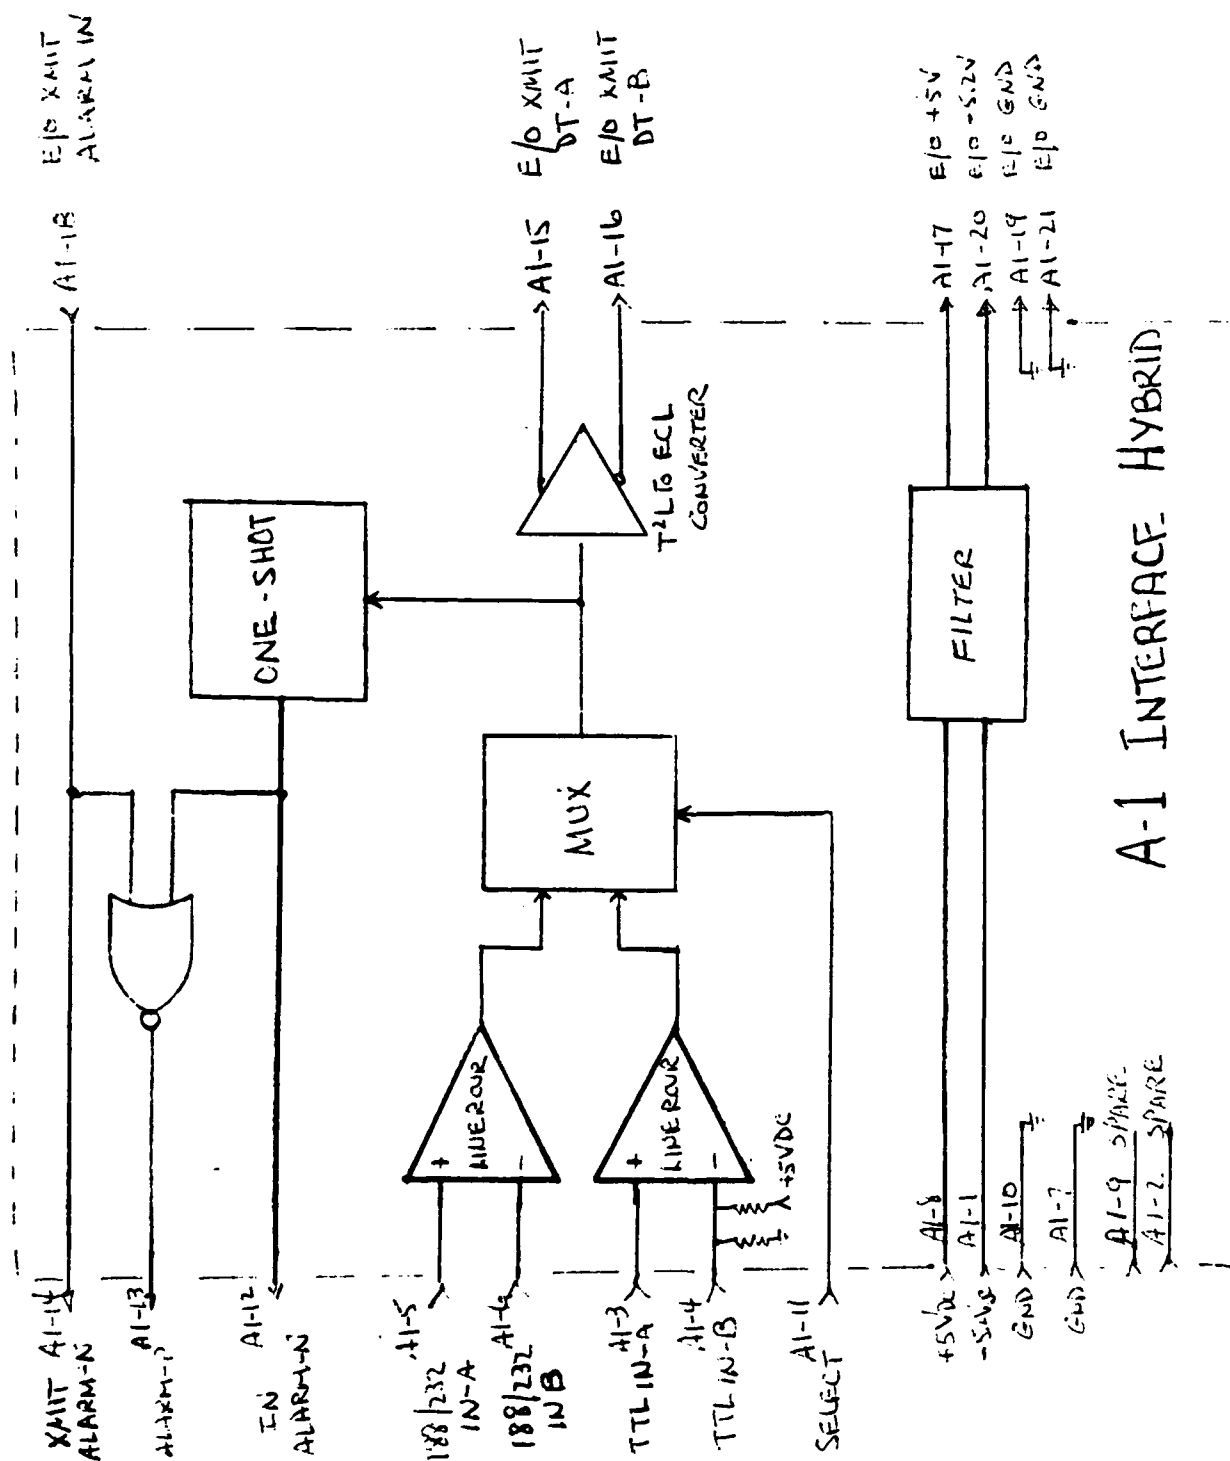 XMIT A1-14
ALARM-N
A1-13
ALARM-P
IN A1-12
ALARM-N
188/232 A1-5
IN-A
188/232 A1-6
IN B
A1-3
TTL IN-A
A1-4
TTL IN-B
A1-11
SELECT
+5VDC A1-8
A1-1
GND A1-10
GND A1-7
A1-9 SPARE
A1-2 SPARE
+
LINE RCVR
-
+
LINE RCVR
-
+5VDC
MUX
ONE-SHOT
T²L TO ECL
CONVERTER
FILTER
A1-18 E/O XMIT
ALARM IN
A1-15 E/O XMIT
DT-A
A1-16 E/O XMIT
DT-B
A1-17 E/O +5V
A1-20 E/O -5.2V
A1-19 E/O GND
A1-21 E/O GND
A-1 INTERFACE HYBRID